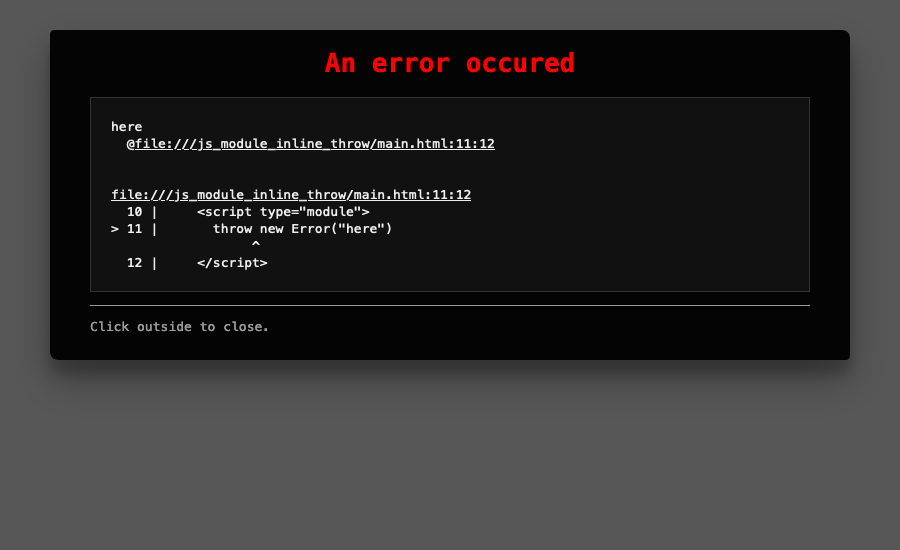 An error occured
here
  @file:///js_module_inline_throw/main.html:11:12
file:///js_module_inline_throw/main.html:11:12
  10 |     <script type="module">
> 11 |       throw new Error("here")
                  ^
  12 |     </script>
Click outside to close.